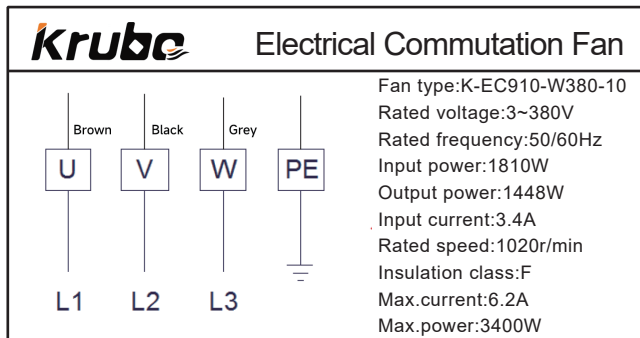 Krubo
Electrical Commutation Fan
Brown
Black
Grey
U
V
W
PE
L1
L2
L3
Fan type:K-EC910-W380-10
Rated voltage:3~380V
Rated frequency:50/60Hz
Input power:1810W
Output power:1448W
Input current:3.4A
Rated speed:1020r/min
Insulation class:F
Max.current:6.2A
Max.power:3400W